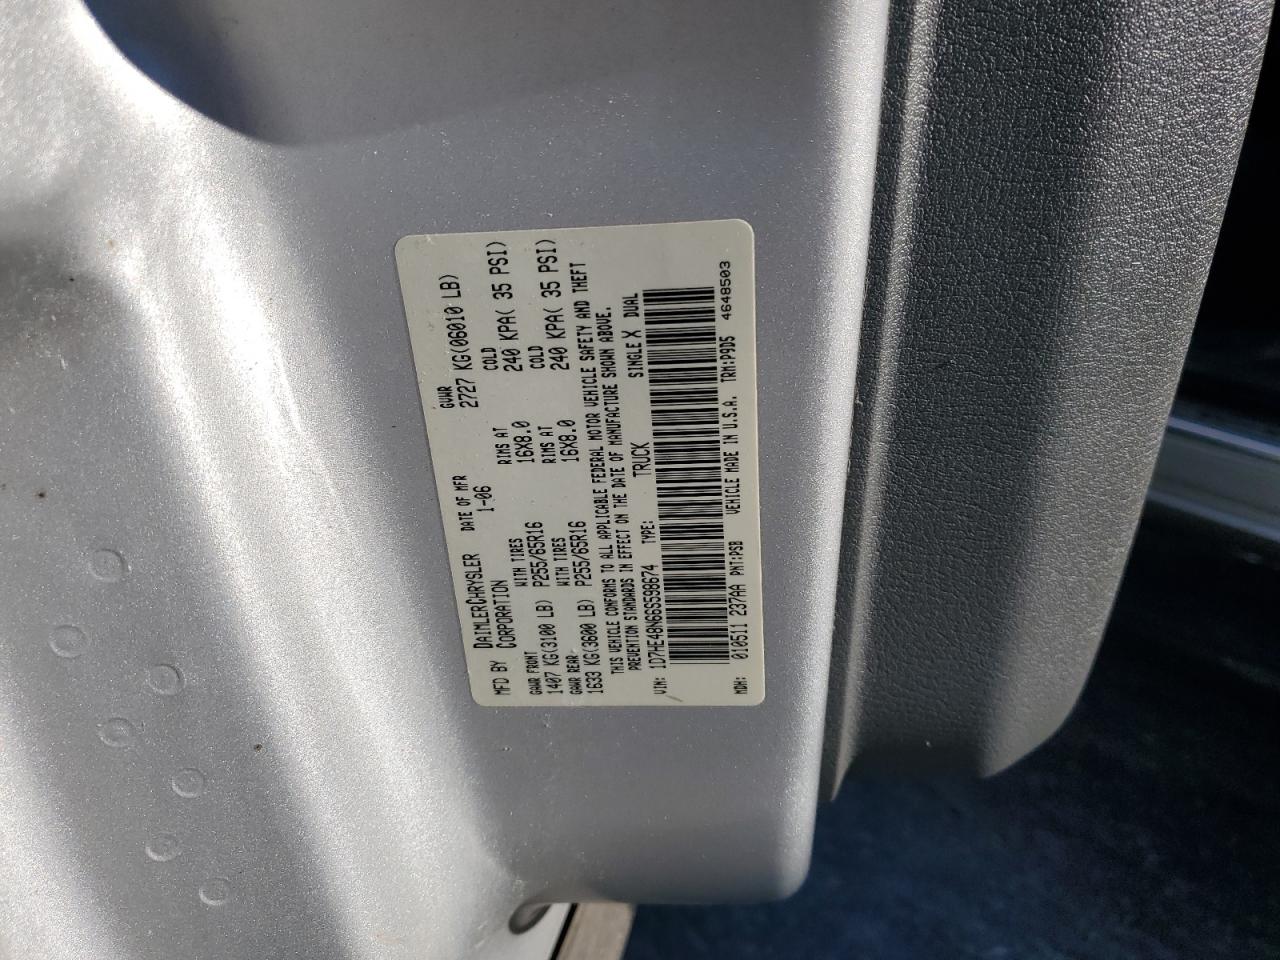 MFD BY DAIMLERCHRYSLER CORPORATION DATE OF MFR 1-06 GVWR 2727 KG(06010 LB)
GAWR FRONT WITH TIRES RIMS AT COLD
1407 KG(3100 LB) P255/65R16 16X8.0 240 KPA( 35 PSI)
GAWR REAR WITH TIRES RIMS AT COLD
1633 KG(3600 LB) P255/65R16 16X8.0 240 KPA( 35 PSI)
THIS VEHICLE CONFORMS TO ALL APPLICABLE FEDERAL MOTOR VEHICLE SAFETY AND THEFT
PREVENTION STANDARDS IN EFFECT ON THE DATE OF MANUFACTURE SHOWN ABOVE.
VIN: 1D7HE48N66S598674 TYPE: TRUCK SINGLE X DUAL
MDH: 010511 237AA PNT:PSB VEHICLE MADE IN U.S.A. TRM:P9D5 4648503